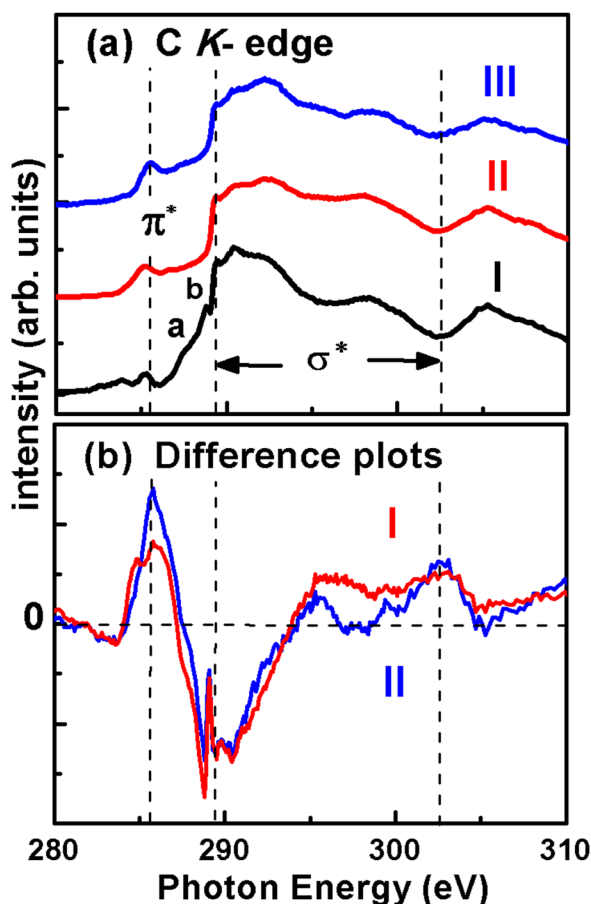 (a) C K- edge
III
II
I
π*
b
a
σ*
intensity (arb. units)
(b) Difference plots
I
II
0
280 290 300 310
Photon Energy (eV)